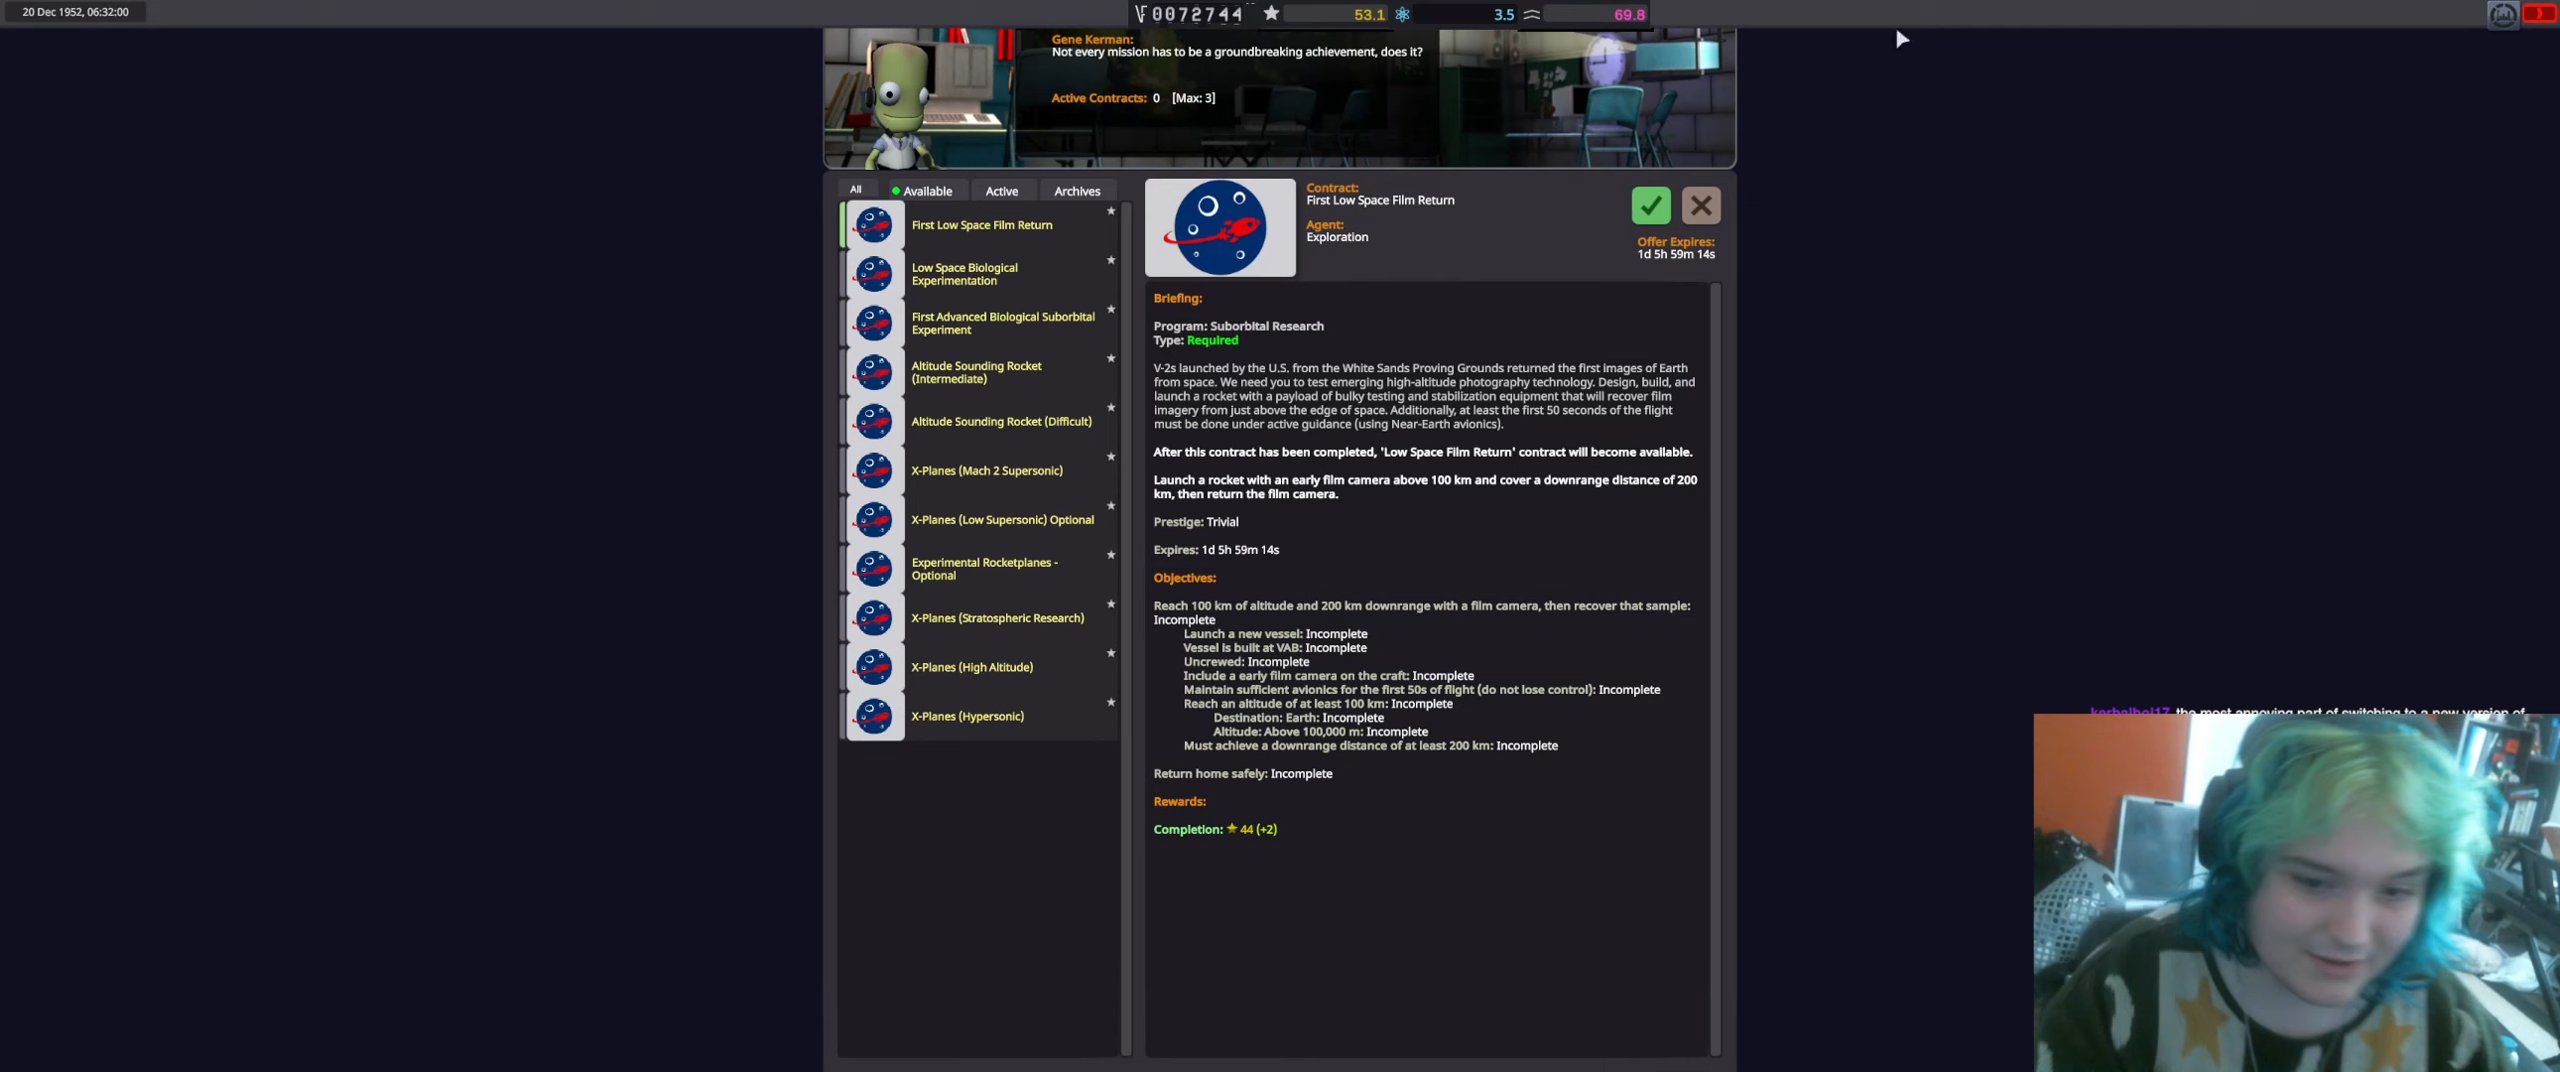 20 Dec 1952, 06:32:00
0072744
53.1
3.5
69.8
Gene Kerman:
Not every mission has to be a groundbreaking achievement, does it?
Active Contracts: 0 [Max: 3]
All
Available
Active
Archives
First Low Space Film Return
Low Space Biological
Experimentation
First Advanced Biological Suborbital
Experiment
Altitude Sounding Rocket
(Intermediate)
Altitude Sounding Rocket (Difficult)
X-Planes (Mach 2 Supersonic)
X-Planes (Low Supersonic) Optional
Experimental Rocketplanes -
Optional
X-Planes (Stratospheric Research)
X-Planes (High Altitude)
X-Planes (Hypersonic)
Contract:
First Low Space Film Return
Agent:
Exploration
Offer Expires:
1d 5h 59m 14s
Briefing:
Program: Suborbital Research
Type: Required
V-2s launched by the U.S. from the White Sands Proving Grounds returned the first images of Earth
from space. We need you to test emerging high-altitude photography technology. Design, build, and
launch a rocket with a payload of bulky testing and stabilization equipment that will recover film
imagery from just above the edge of space. Additionally, at least the first 50 seconds of the flight
must be done under active guidance (using Near-Earth avionics).
After this contract has been completed, 'Low Space Film Return' contract will become available.
Launch a rocket with an early film camera above 100 km and cover a downrange distance of 200
km, then return the film camera.
Prestige: Trivial
Expires: 1d 5h 59m 14s
Objectives:
Reach 100 km of altitude and 200 km downrange with a film camera, then recover that sample:
Incomplete
Launch a new vessel: Incomplete
Vessel is built at VAB: Incomplete
Uncrewed: Incomplete
Include a early film camera on the craft: Incomplete
Maintain sufficient avionics for the first 50s of flight (do not lose control): Incomplete
Reach an altitude of at least 100 km: Incomplete
Destination: Earth: Incomplete
Altitude: Above 100,000 m: Incomplete
Must achieve a downrange distance of at least 200 km: Incomplete
Return home safely: Incomplete
Rewards:
Completion: 44 (+2)
the most annoying part of switching to a new version of